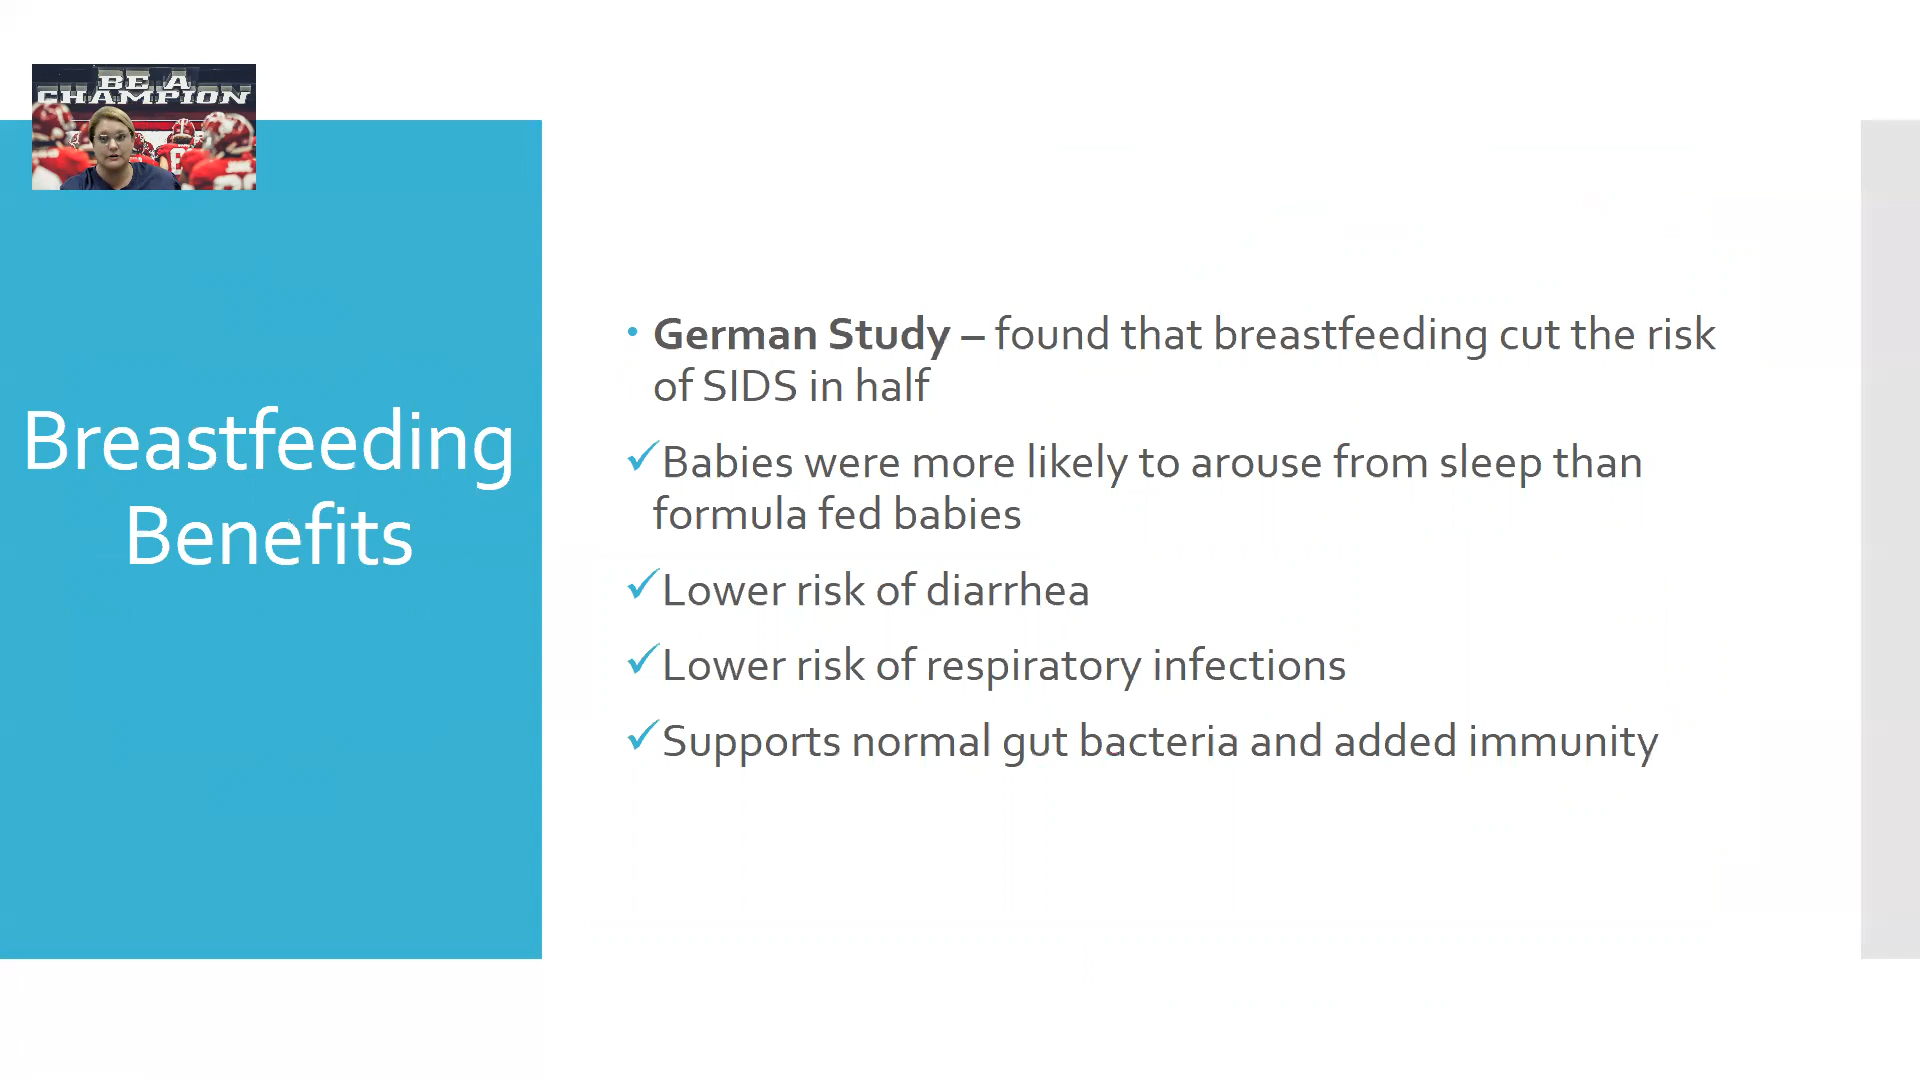 BE A
CHAMPION
Breastfeeding
Benefits
• German Study – found that breastfeeding cut the risk
of SIDS in half
✓Babies were more likely to arouse from sleep than
formula fed babies
✓Lower risk of diarrhea
✓Lower risk of respiratory infections
✓Supports normal gut bacteria and added immunity